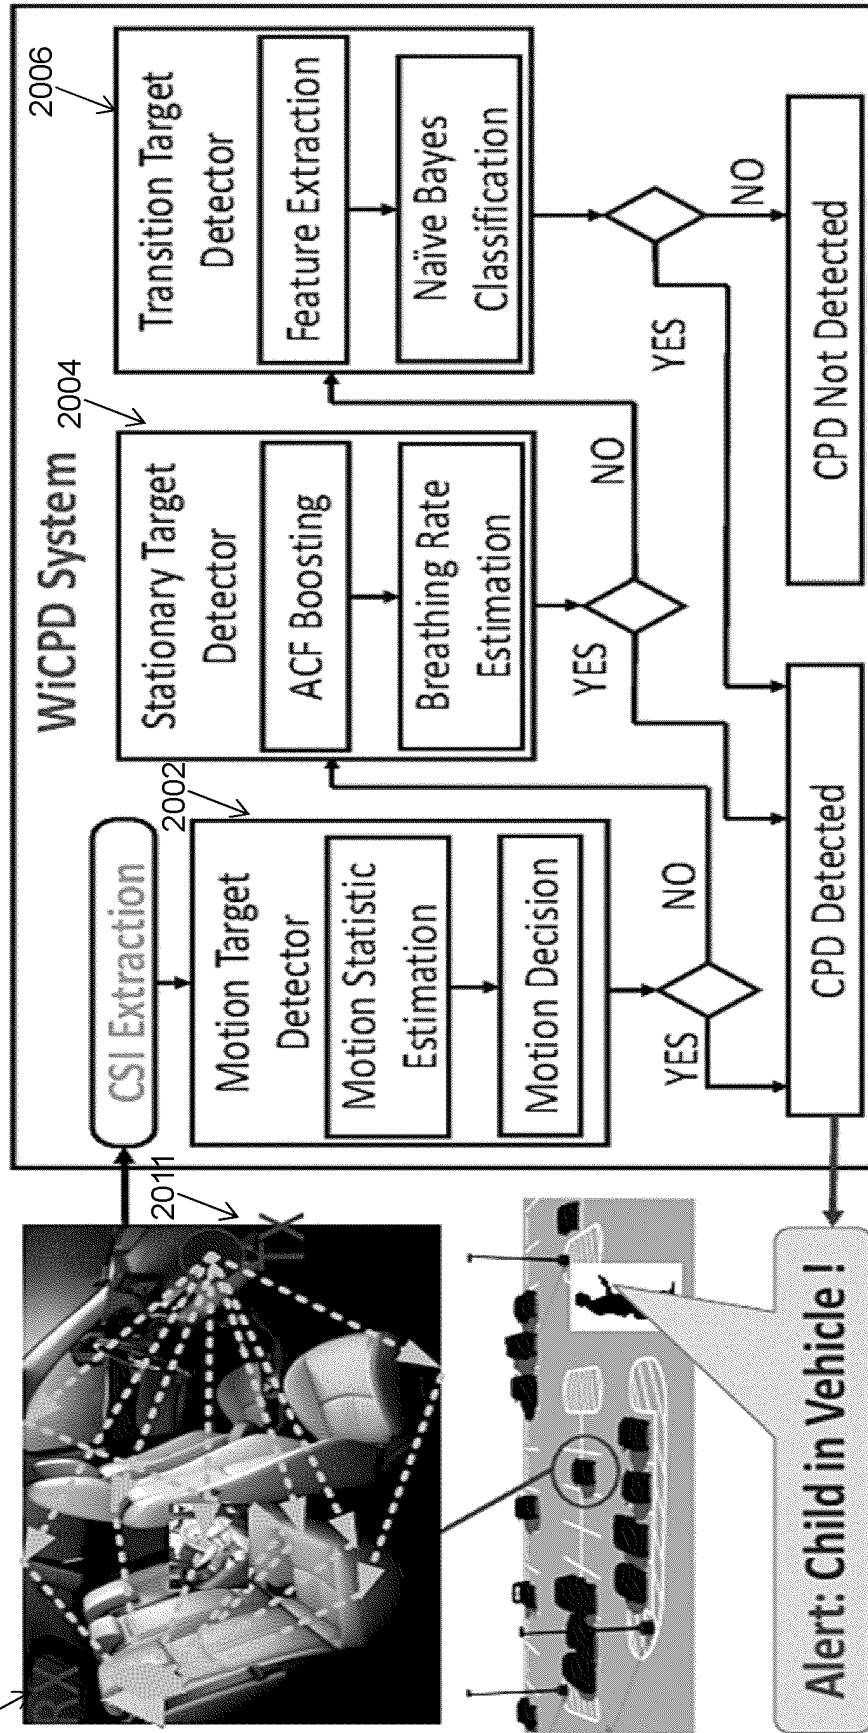 RX
2011
TX
Alert: Child in Vehicle !
WiCPD System
CSI Extraction
2002
Motion Target
Detector
Motion Statistic
Estimation
Motion Decision
YES
NO
2004
Stationary Target
Detector
ACF Boosting
Breathing Rate
Estimation
YES
NO
2006
Transition Target
Detector
Feature Extraction
Naïve Bayes
Classification
YES
NO
CPD Detected
CPD Not Detected